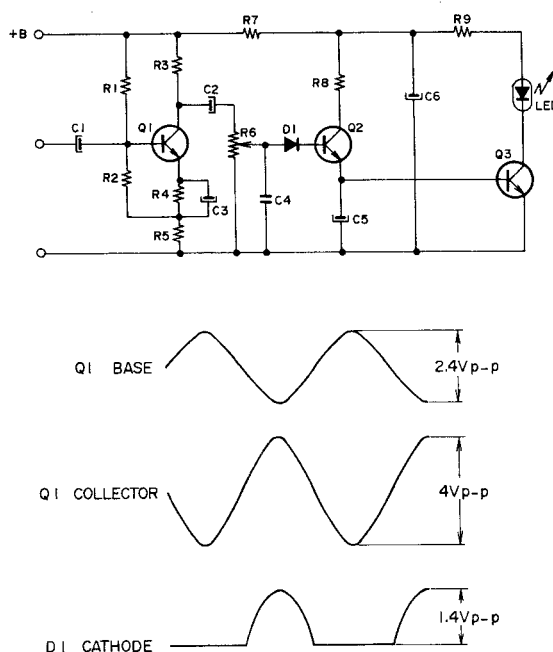 R7 R9
+B
R1 R3 C2 R8 C6 LED
C1 Q1 R6 D1 Q2 Q3
R2 R4 C3 C4 C5
R5
Q1 BASE 2.4Vp-p
Q1 COLLECTOR 4Vp-p
D1 CATHODE 1.4Vp-p